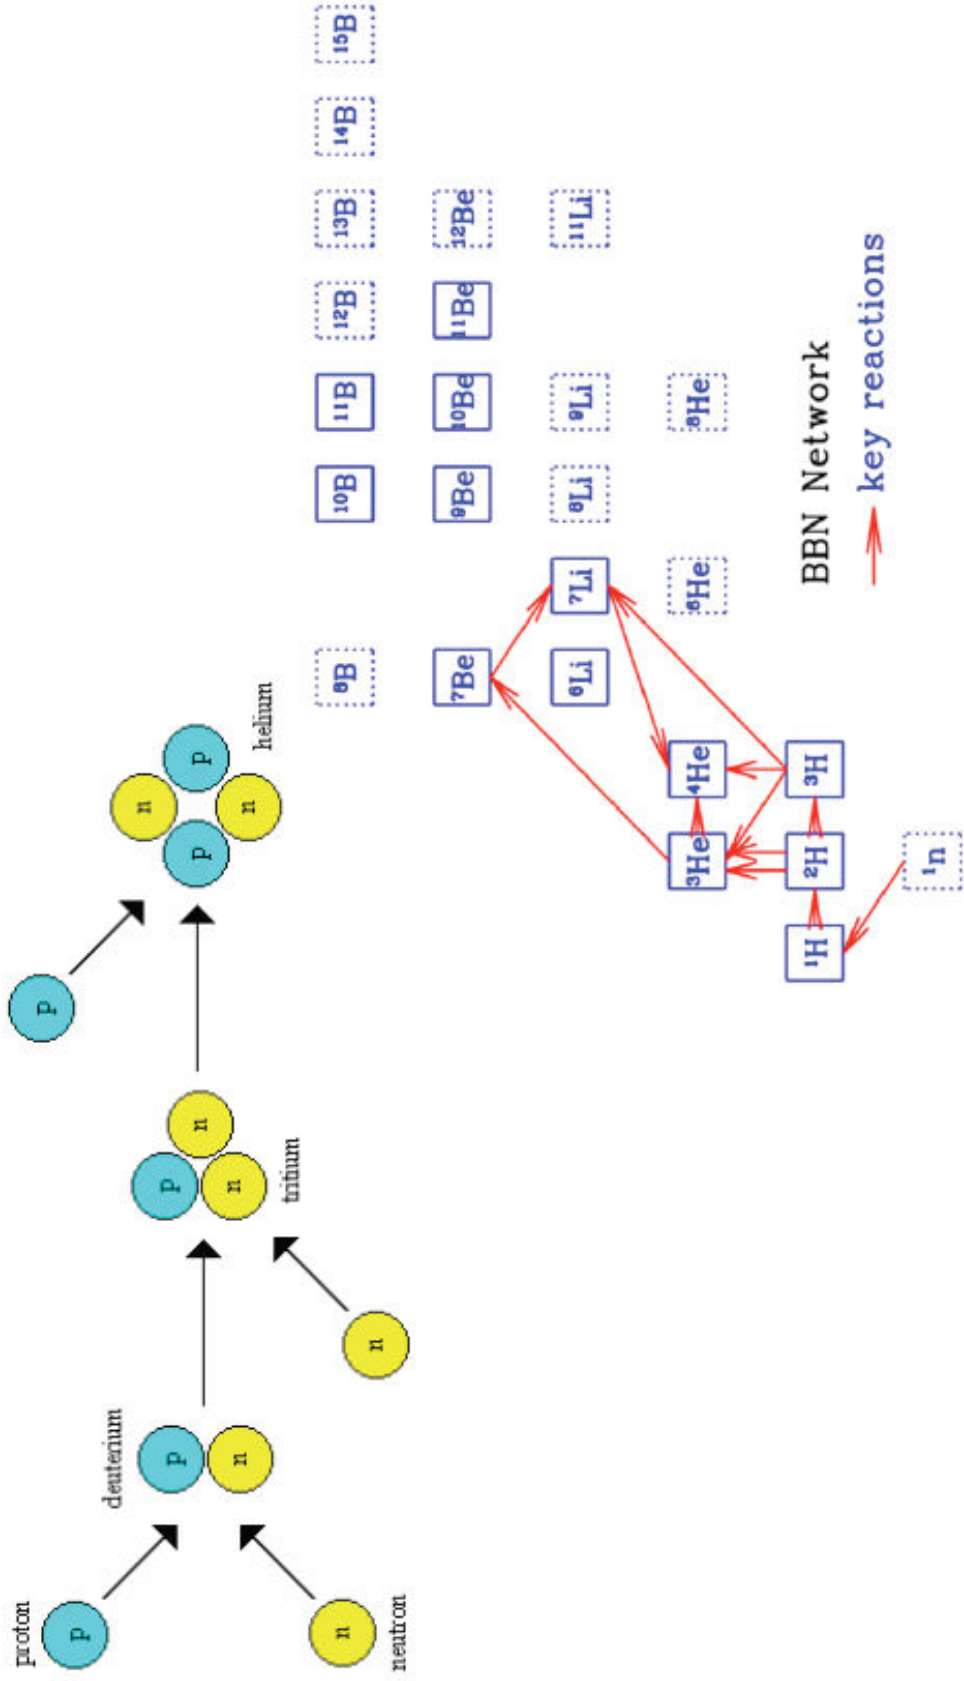 proton
p
p
deuterium
p
n
n
p
n
n
tritium
n
p
p
n
helium
n
neutron
n
⁸B ¹⁰B ¹¹B ¹²B ¹³B ¹⁴B ¹⁵B
⁷Be ⁹Be ¹⁰Be ¹¹Be ¹²Be
⁶Li ⁷Li ⁸Li ⁹Li ¹¹Li
³He ⁴He ⁶He ⁸He
¹H ²H ³H
¹n
BBN Network
key reactions